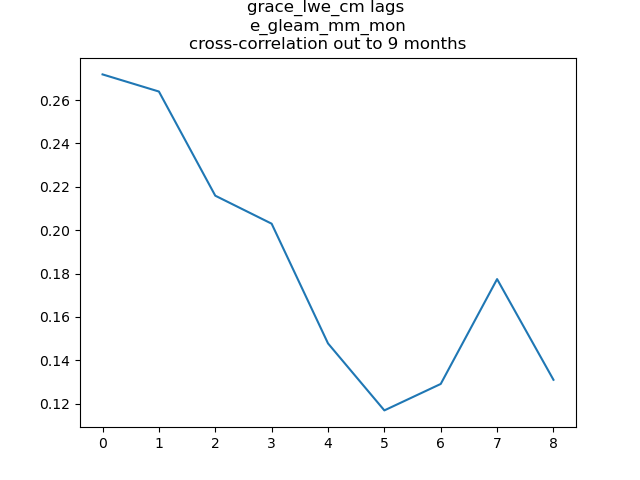 grace_lwe_cm lags
e_gleam_mm_mon
cross-correlation out to 9 months
0.26
0.24
0.22
0.20
0.18
0.16
0.14
0.12
0 1 2 3 4 5 6 7 8